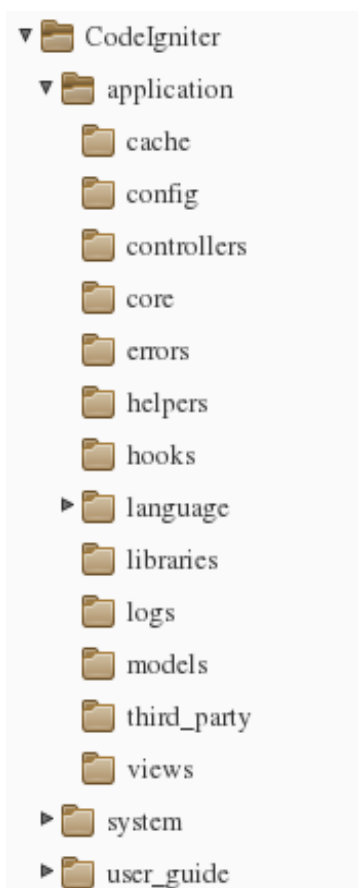 CodeIgniter
application
cache
config
controllers
core
errors
helpers
hooks
language
libraries
logs
models
third_party
views
system
user_guide